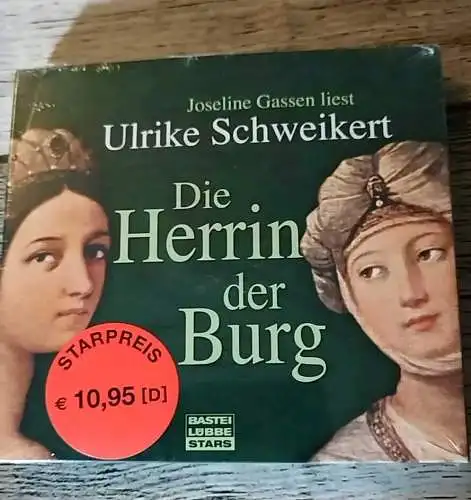 Joseline Gassen liest
Ulrike Schweikert
Die
Herrin
der
Burg
STARPREIS
€ 10,95 [D]
BASTEI
LÜBBE
STARS